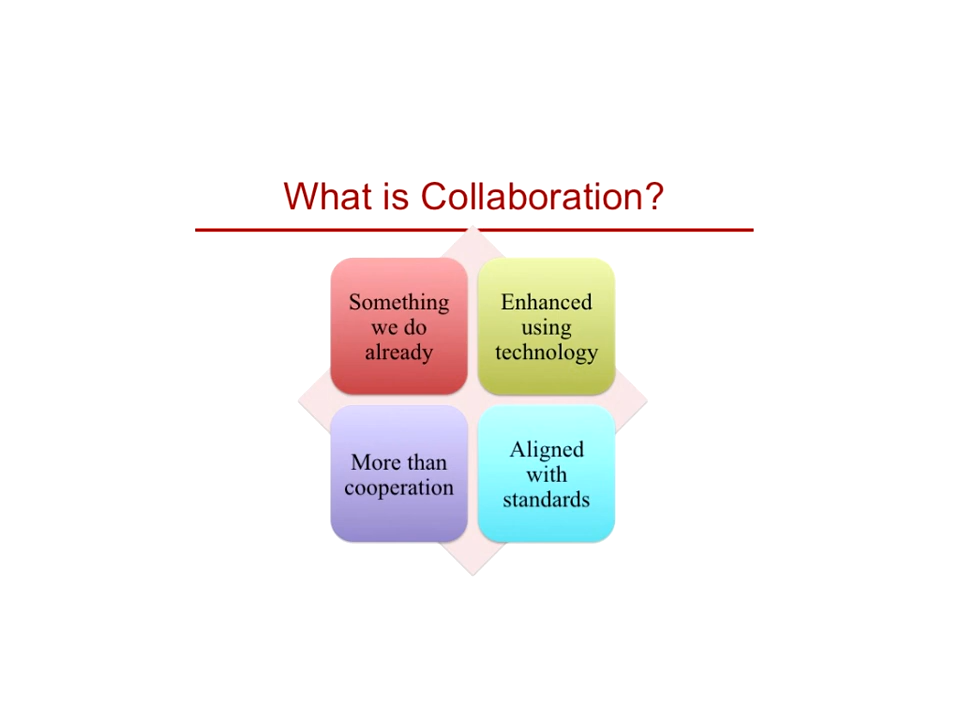 What is Collaboration?
Something
we do
already
Enhanced
using
technology
More than
cooperation
Aligned
with
standards